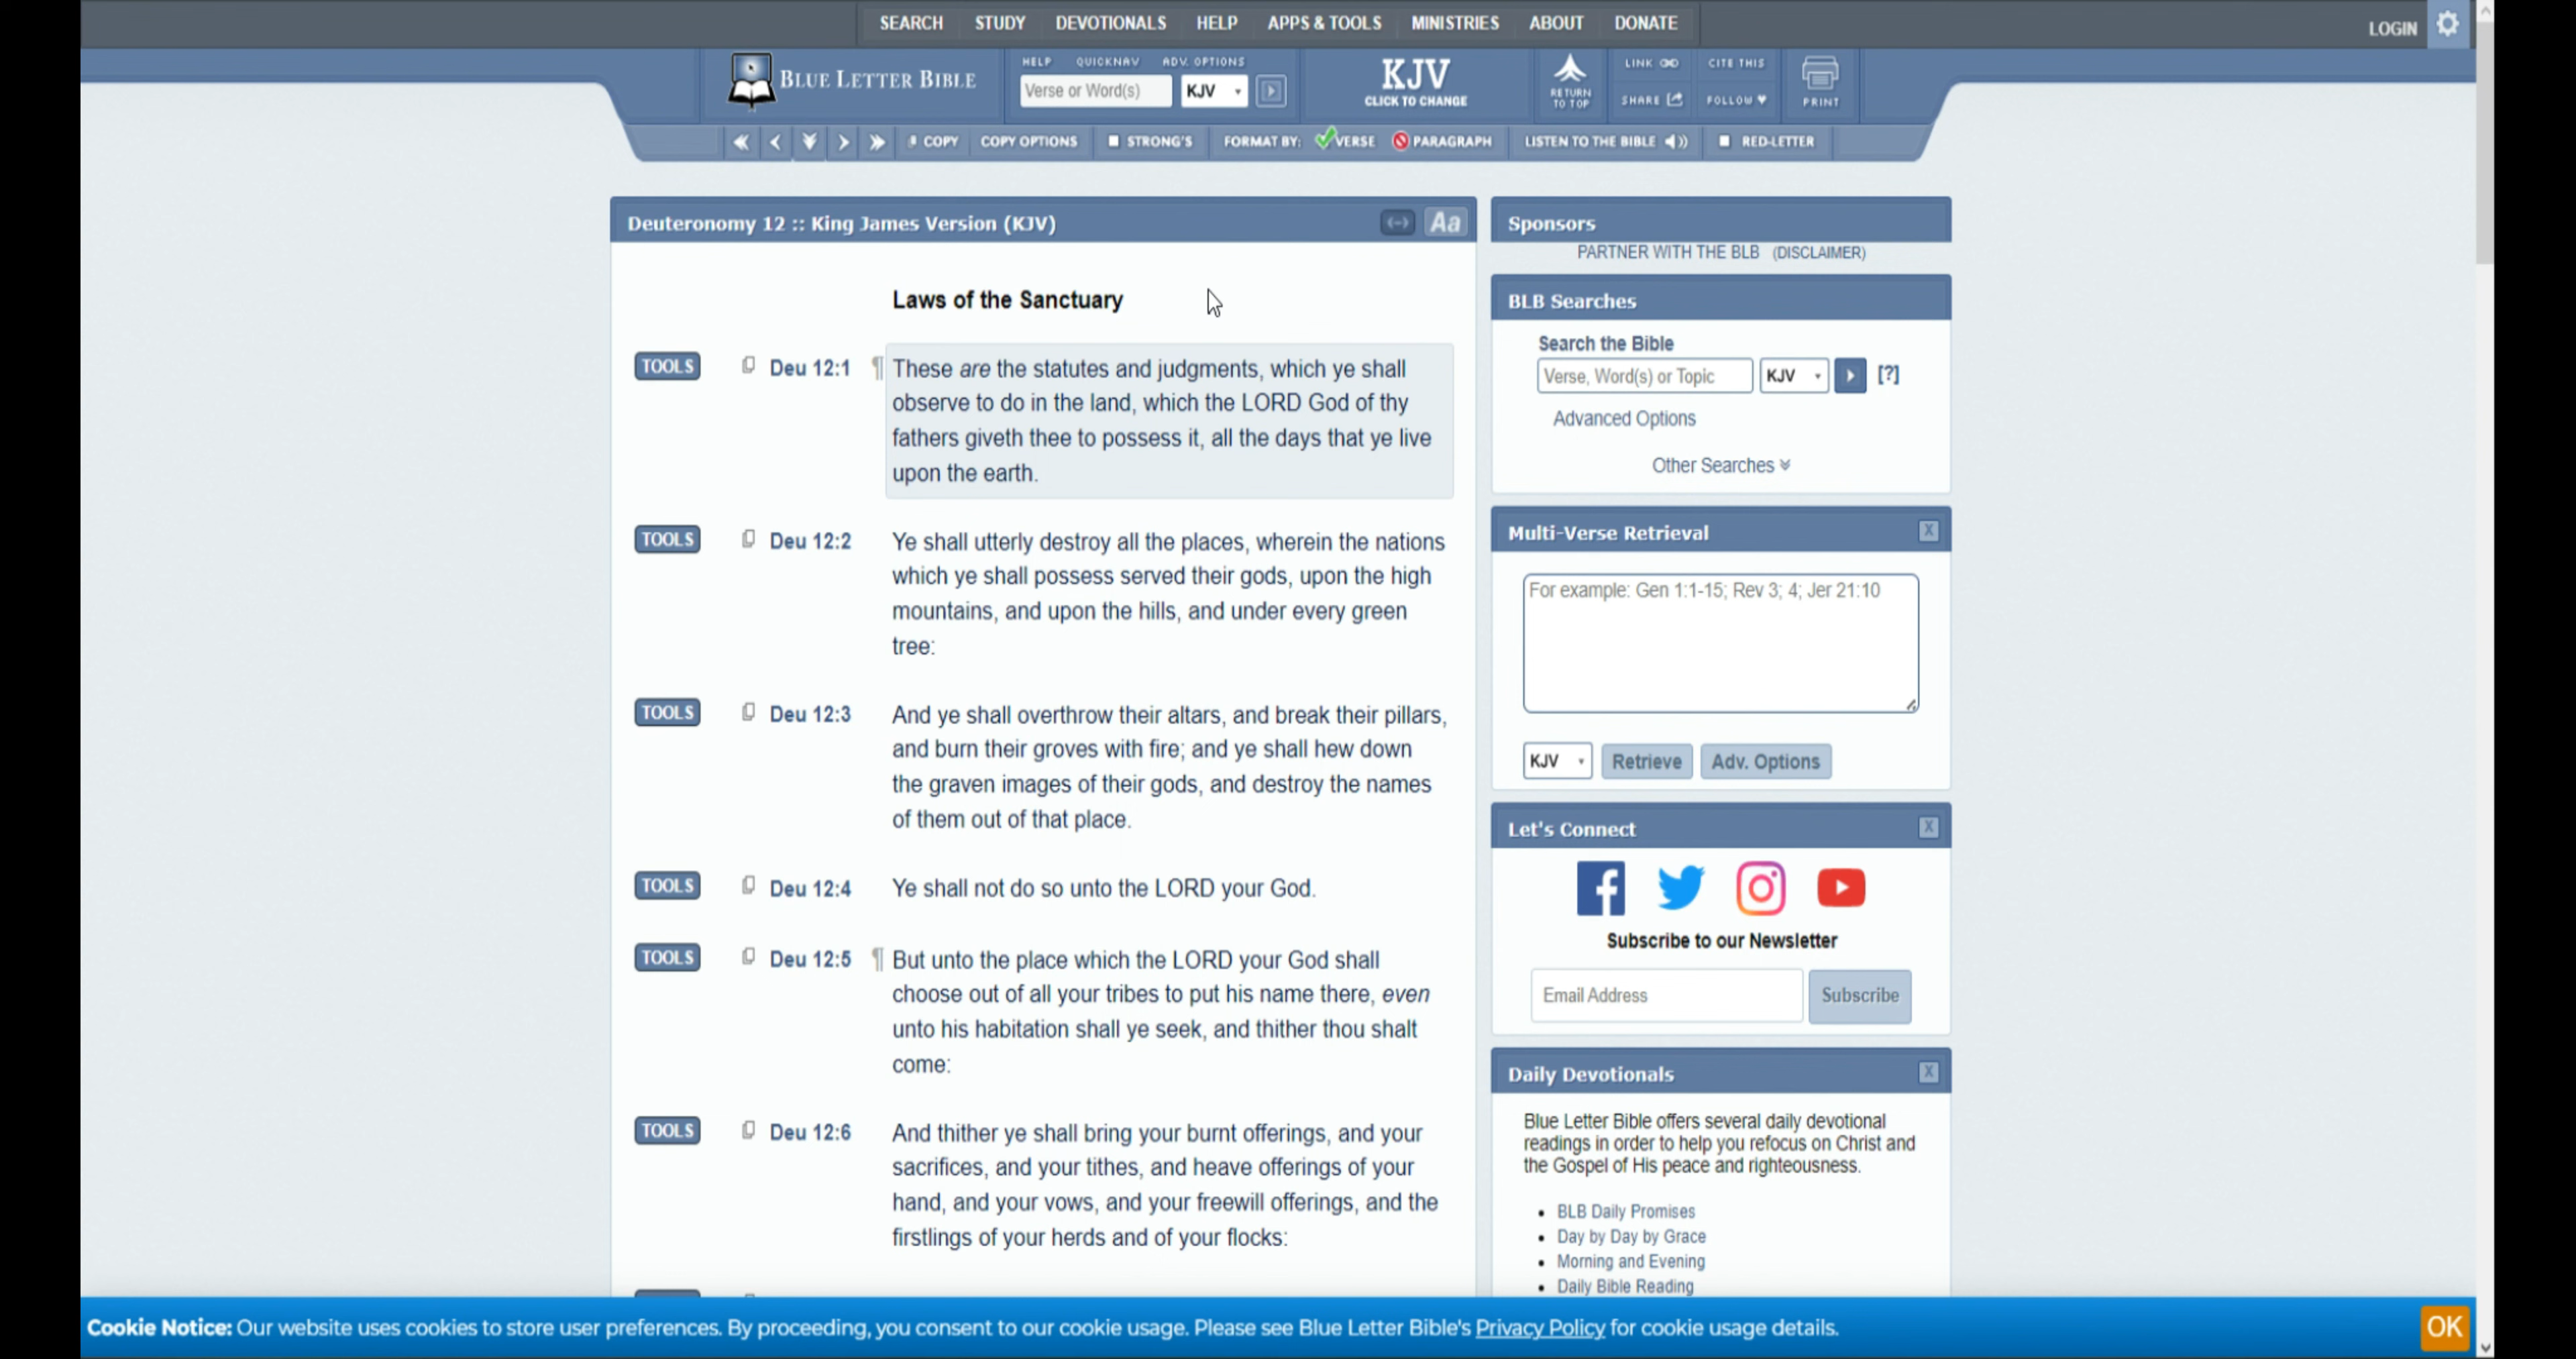 SEARCH STUDY DEVOTIONALS HELP APPS & TOOLS MINISTRIES ABOUT DONATE
LOGIN
BLUE LETTER BIBLE
HELP QUICKNAV ADV. OPTIONS
Verse or Word(s) KJV
KJV
CLICK TO CHANGE
RETURN
TO TOP
LINK CITE THIS
SHARE FOLLOW
PRINT
COPY COPY OPTIONS STRONG'S FORMAT BY: VERSE PARAGRAPH LISTEN TO THE BIBLE RED-LETTER
Deuteronomy 12 :: King James Version (KJV) Aa
Laws of the Sanctuary
TOOLS Deu 12:1 ¶ These are the statutes and judgments, which ye shall
observe to do in the land, which the LORD God of thy
fathers giveth thee to possess it, all the days that ye live
upon the earth.
TOOLS Deu 12:2 Ye shall utterly destroy all the places, wherein the nations
which ye shall possess served their gods, upon the high
mountains, and upon the hills, and under every green
tree:
TOOLS Deu 12:3 And ye shall overthrow their altars, and break their pillars,
and burn their groves with fire; and ye shall hew down
the graven images of their gods, and destroy the names
of them out of that place.
TOOLS Deu 12:4 Ye shall not do so unto the LORD your God.
TOOLS Deu 12:5 ¶ But unto the place which the LORD your God shall
choose out of all your tribes to put his name there, even
unto his habitation shall ye seek, and thither thou shalt
come:
TOOLS Deu 12:6 And thither ye shall bring your burnt offerings, and your
sacrifices, and your tithes, and heave offerings of your
hand, and your vows, and your freewill offerings, and the
firstlings of your herds and of your flocks:
Sponsors
PARTNER WITH THE BLB (DISCLAIMER)
BLB Searches
Search the Bible
Verse, Word(s) or Topic KJV [?]
Advanced Options
Other Searches
Multi-Verse Retrieval X
For example: Gen 1:1-15; Rev 3; 4; Jer 21:10
KJV Retrieve Adv. Options
Let's Connect X
Subscribe to our Newsletter
Email Address Subscribe
Daily Devotionals X
Blue Letter Bible offers several daily devotional
readings in order to help you refocus on Christ and
the Gospel of His peace and righteousness.
• BLB Daily Promises
• Day by Day by Grace
• Morning and Evening
• Daily Bible Reading
Cookie Notice: Our website uses cookies to store user preferences. By proceeding, you consent to our cookie usage. Please see Blue Letter Bible's Privacy Policy for cookie usage details. OK